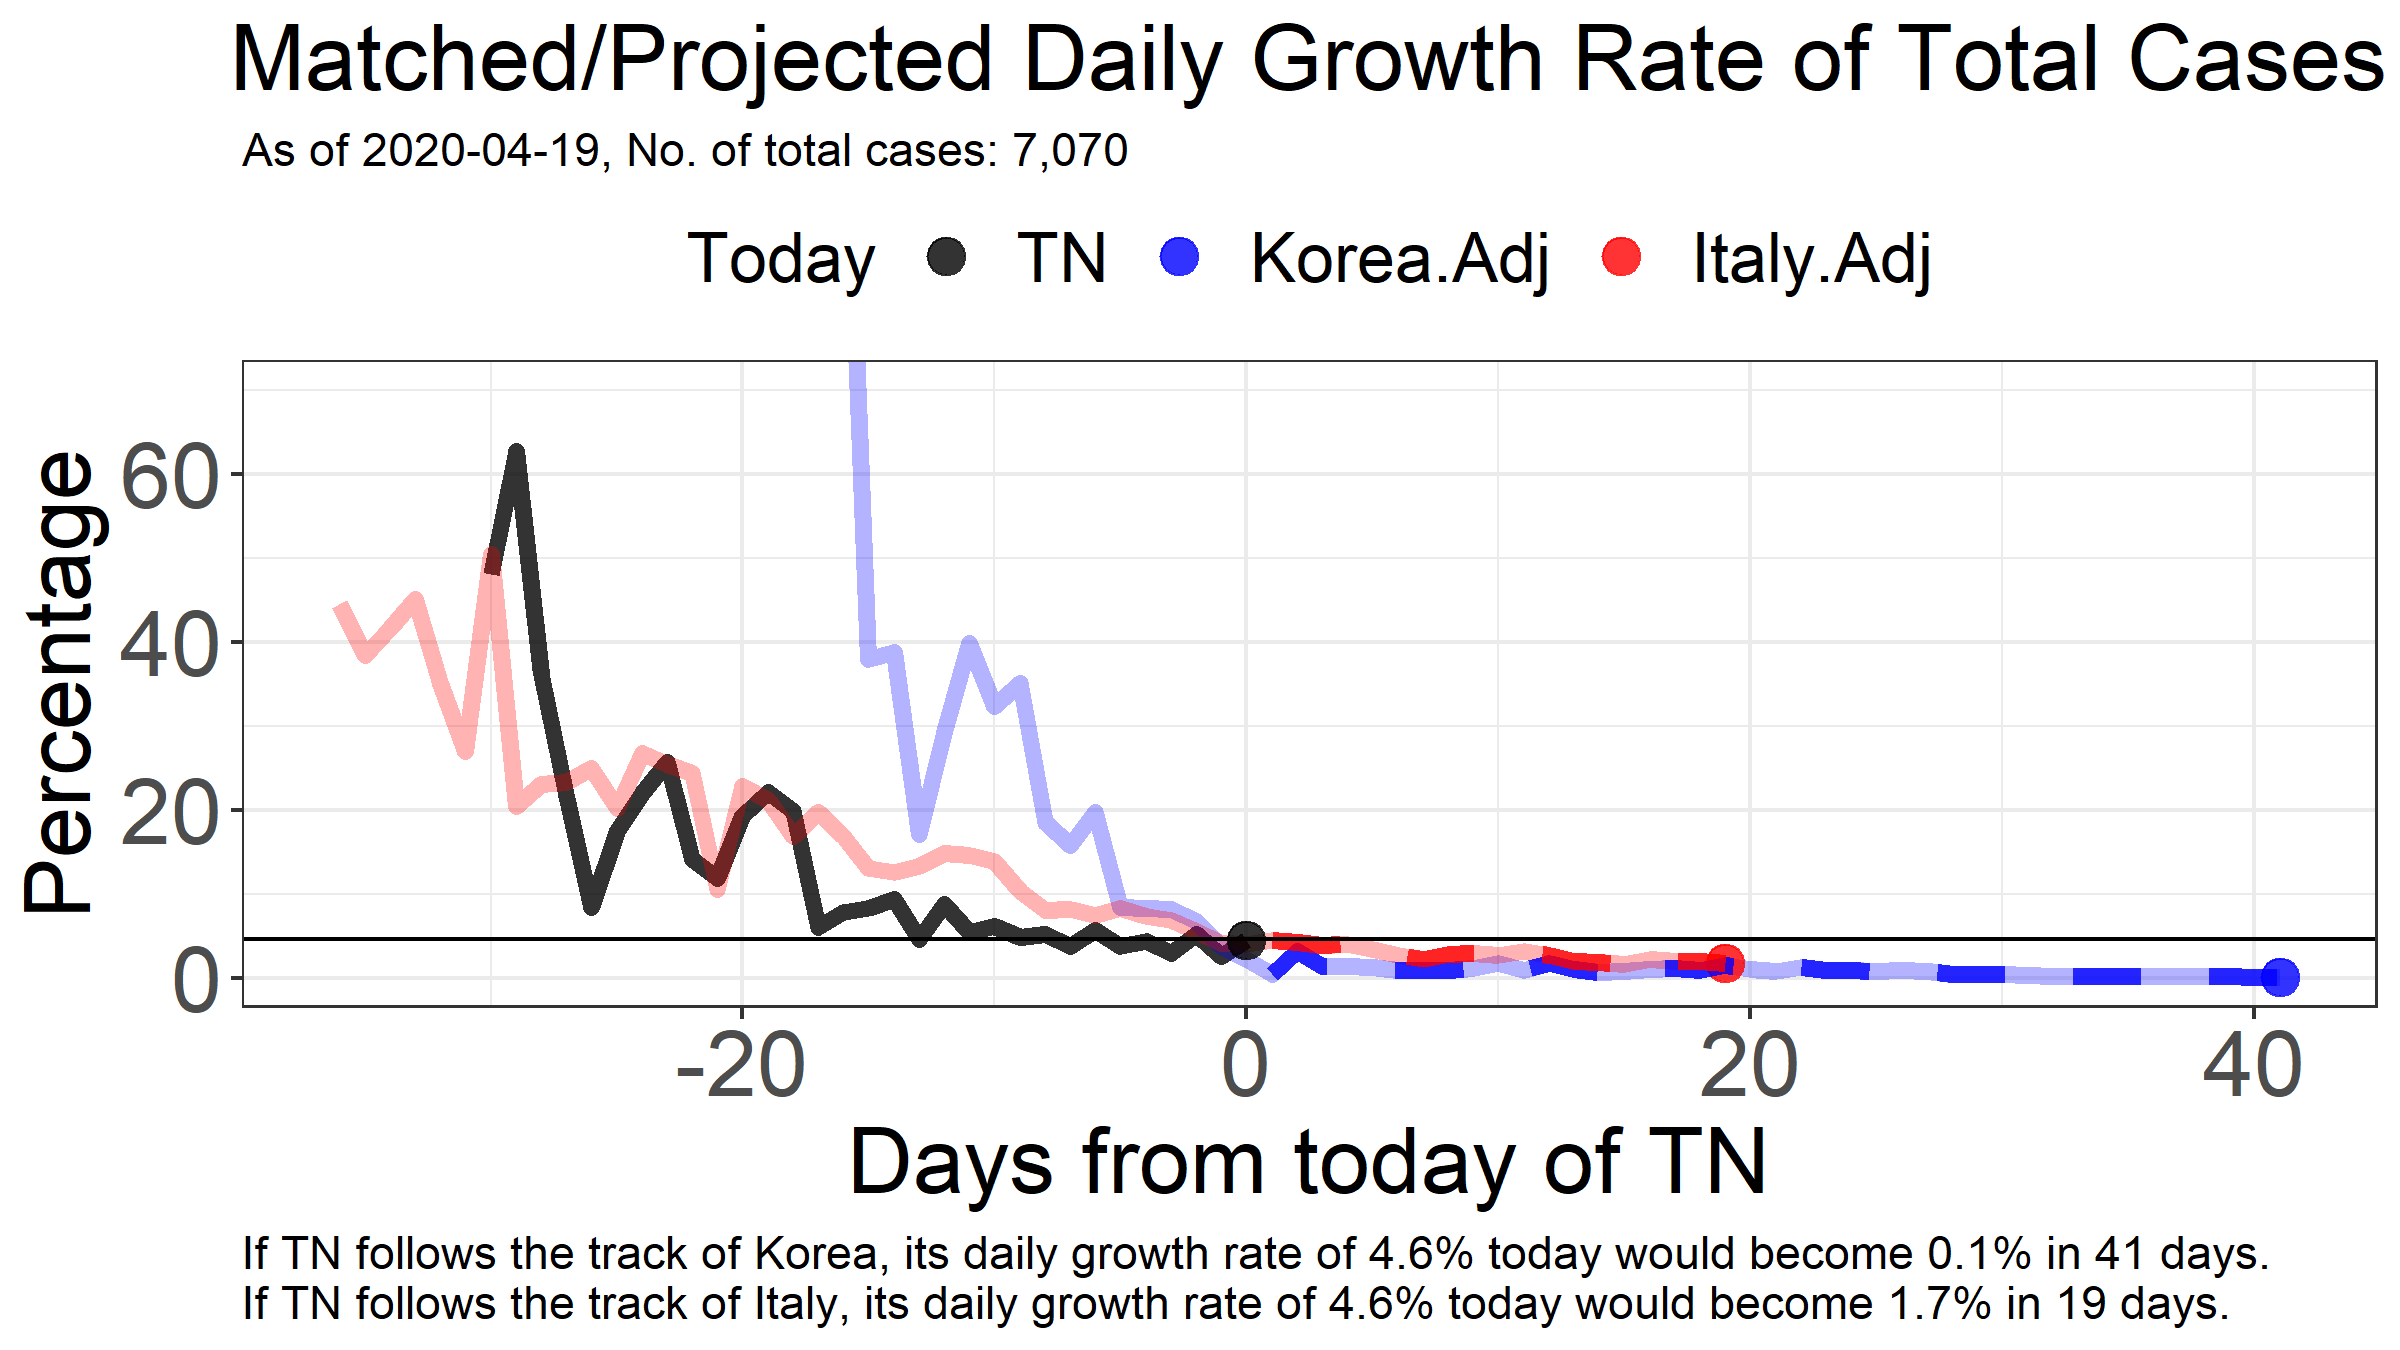 Matched/Projected Daily Growth Rate of Total Cases
As of 2020-04-19, No. of total cases: 7,070
Today TN Korea.Adj Italy.Adj
Percentage
60
40
20
0
-20 0 20 40
Days from today of TN
If TN follows the track of Korea, its daily growth rate of 4.6% today would become 0.1% in 41 days.
If TN follows the track of Italy, its daily growth rate of 4.6% today would become 1.7% in 19 days.